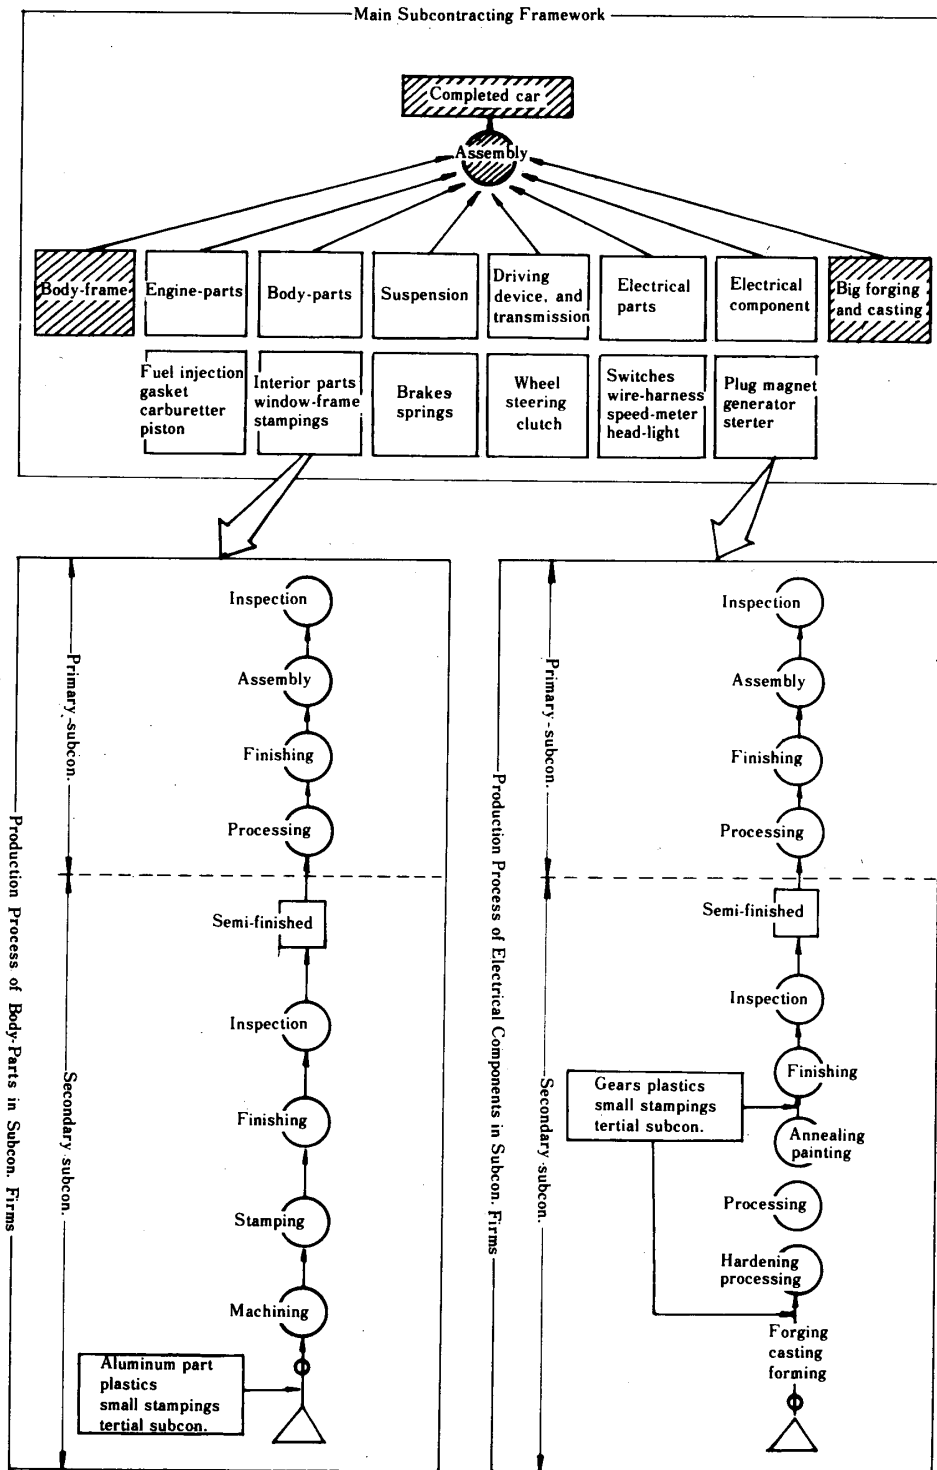 Main Subcontracting Framework
Completed car
Assembly
Body-frame
Engine-parts
Body-parts
Suspension
Driving
device, and
transmission
Electrical
parts
Electrical
component
Big forging
and casting
Fuel injection
gasket
carburetter
piston
Interior parts
window-frame
stampings
Brakes
springs
Wheel
steering
clutch
Switches
wire-harness
speed-meter
head-light
Plug magnet
generator
sterter
Production Process of Body-Parts in Subcon. Firms
Primary-subcon.
Inspection
Assembly
Finishing
Processing
Secondary subcon.
Semi-finished
Inspection
Finishing
Stamping
Machining
Aluminum part
plastics
small stampings
tertial subcon.
Production Process of Electrical Components in Subcon. Firms
Primary-subcon.
Inspection
Assembly
Finishing
Processing
Secondary-subcon.
Semi-finished
Inspection
Finishing
Gears plastics
small stampings
tertial subcon.
Annealing
painting
Processing
Hardening
processing
Forging
casting
forming